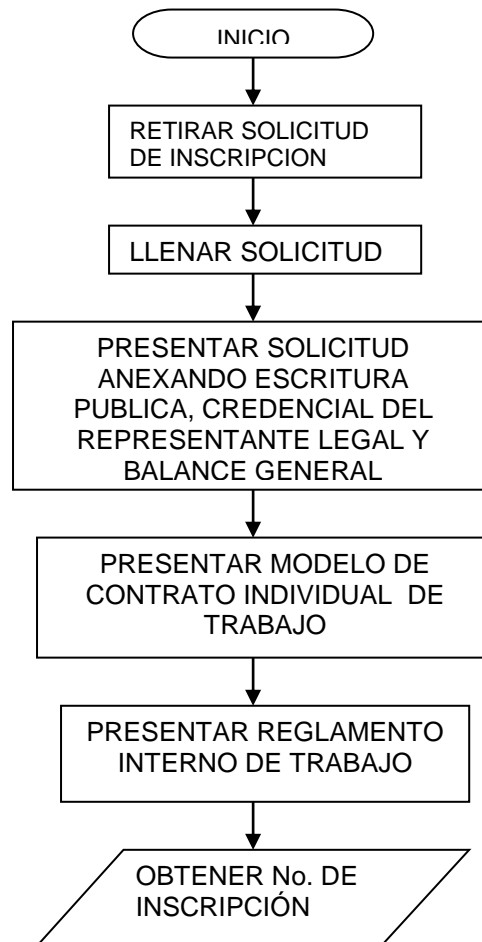 INICIO
RETIRAR SOLICITUD
DE INSCRIPCION
LLENAR SOLICITUD
PRESENTAR SOLICITUD
ANEXANDO ESCRITURA
PUBLICA, CREDENCIAL DEL
REPRESENTANTE LEGAL Y
BALANCE GENERAL
PRESENTAR MODELO DE
CONTRATO INDIVIDUAL DE
TRABAJO
PRESENTAR REGLAMENTO
INTERNO DE TRABAJO
OBTENER No. DE
INSCRIPCIÓN